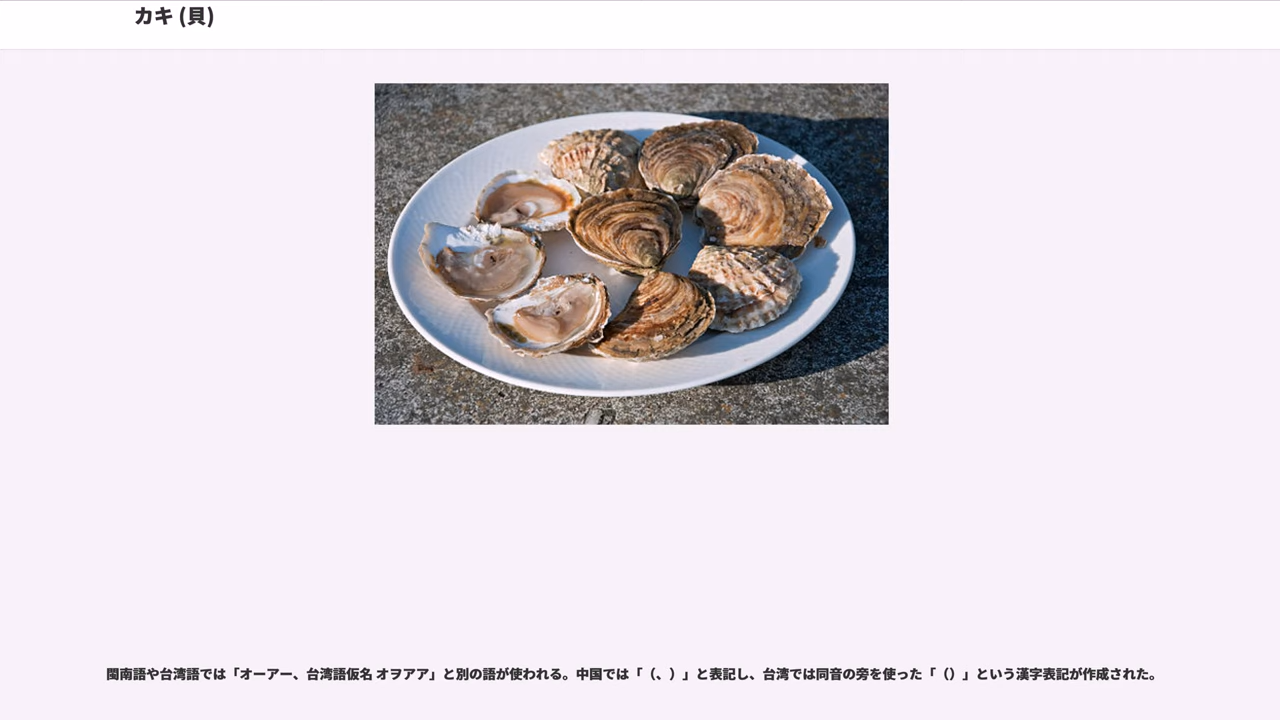 カキ (貝)
閩南語や台湾語では「オーアー、台湾語仮名 オヲアア」と別の語が使われる。中国では「（、）」と表記し、台湾では同音の旁を使った「（）」という漢字表記が作成された。